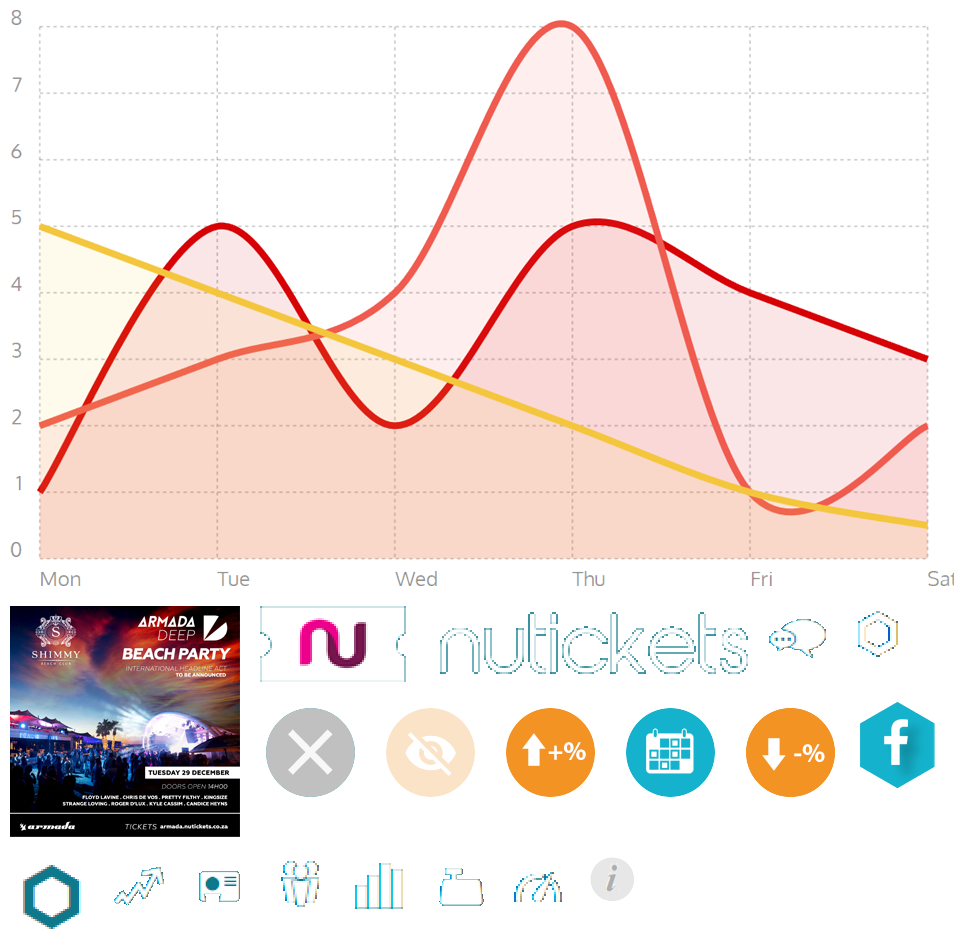 8
7
6
5
4
3
2
1
0
Mon
Tue
Wed
Thu
Fri
Sat
S
SHIMMY
BEACH CLUB
ARMADA
DEEP
BEACH PARTY
INTERNATIONAL HEADLINE ACT
TO BE ANNOUNCED
TUESDAY 29 DECEMBER
DOORS OPEN 14H00
FLOYD LAVINE . CHRIS DE VOS . PRETTY FILTHY . KINGSIZE
STRANGE LOVING . ROGER D'LUX . KYLE CASSIM . CANDICE HEYNS
armada
TICKETS armada.nutickets.co.za
nu
nutickets
+%
-%
f
i